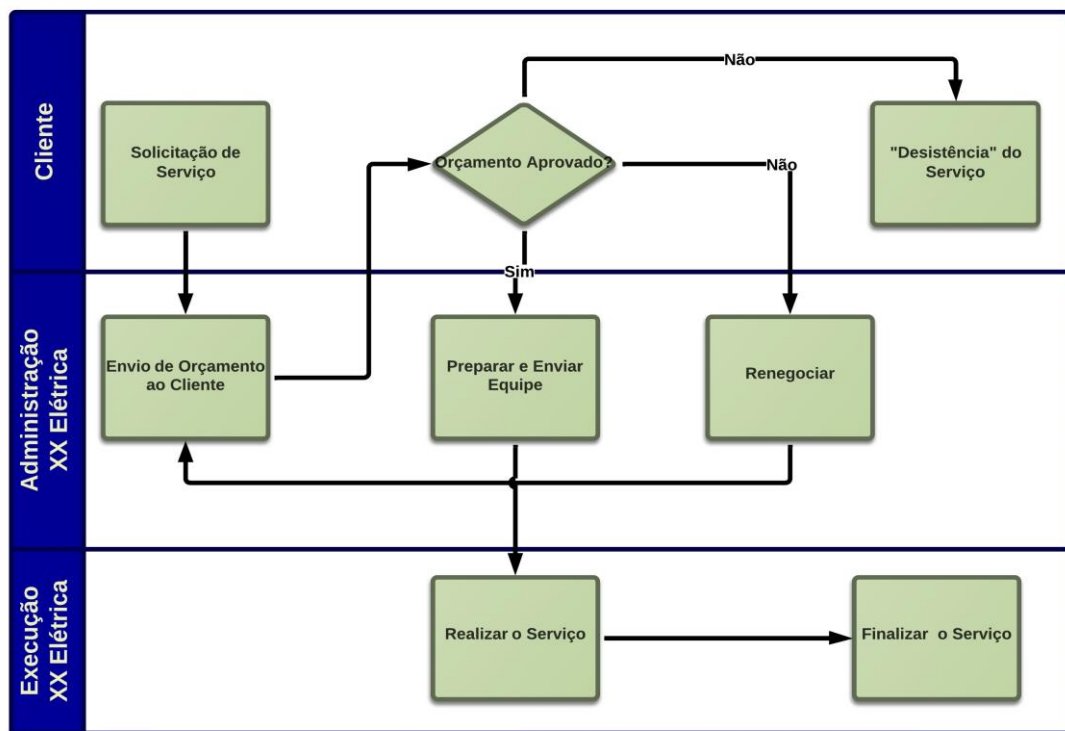 Cliente
Solicitação de
Serviço
Orçamento Aprovado?
Não
Não
"Desistência" do
Serviço
Sim
Administração
XX Elétrica
Envio de Orçamento
ao Cliente
Preparar e Enviar
Equipe
Renegociar
Execução
XX Elétrica
Realizar o Serviço
Finalizar o Serviço